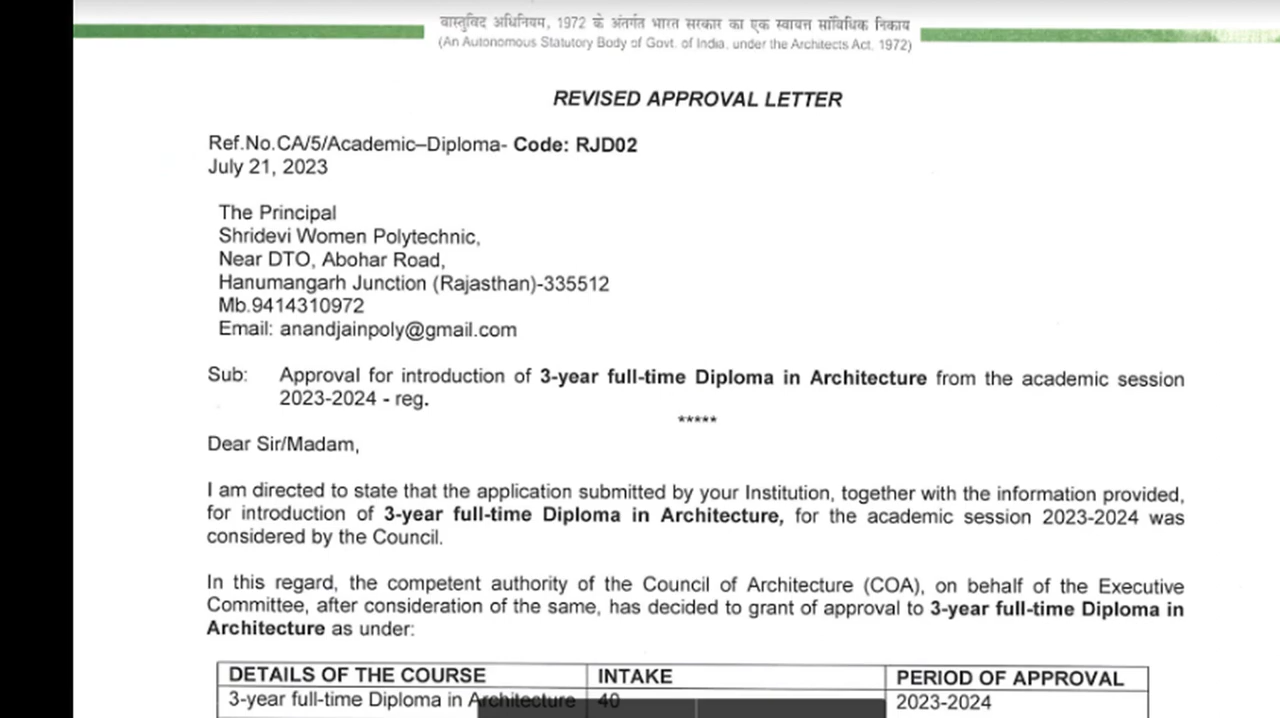 वास्तुविद अधिनियम, 1972 के अंतर्गत भारत सरकार का एक स्वायत्त सांविधिक निकाय
(An Autonomous Statutory Body of Govt. of India, under the Architects Act, 1972)
REVISED APPROVAL LETTER
Ref.No.CA/5/Academic–Diploma- Code: RJD02
July 21, 2023
The Principal
Shridevi Women Polytechnic,
Near DTO, Abohar Road,
Hanumangarh Junction (Rajasthan)-335512
Mb.9414310972
Email: anandjainpoly@gmail.com
Sub: Approval for introduction of 3-year full-time Diploma in Architecture from the academic session
2023-2024 - reg.
*****
Dear Sir/Madam,
I am directed to state that the application submitted by your Institution, together with the information provided,
for introduction of 3-year full-time Diploma in Architecture, for the academic session 2023-2024 was
considered by the Council.
In this regard, the competent authority of the Council of Architecture (COA), on behalf of the Executive
Committee, after consideration of the same, has decided to grant of approval to 3-year full-time Diploma in
Architecture as under:
DETAILS OF THE COURSE INTAKE PERIOD OF APPROVAL
3-year full-time Diploma in Architecture 40 2023-2024